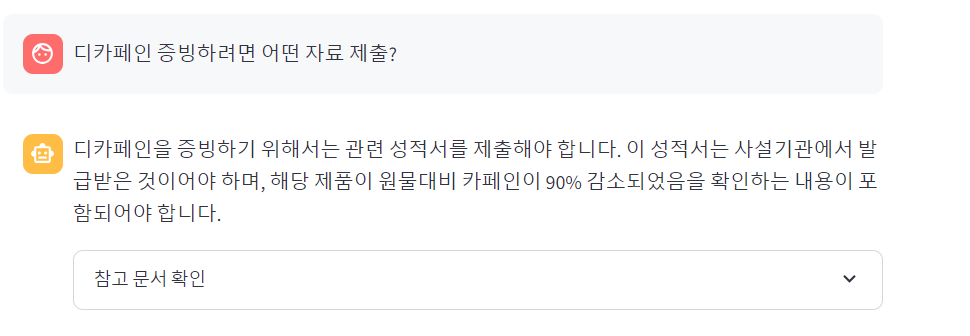 디카페인 증빙하려면 어떤 자료 제출?
디카페인을 증빙하기 위해서는 관련 성적서를 제출해야 합니다. 이 성적서는 사설기관에서 발
급받은 것이어야 하며, 해당 제품이 원물대비 카페인이 90% 감소되었음을 확인하는 내용이 포
함되어야 합니다.
참고 문서 확인